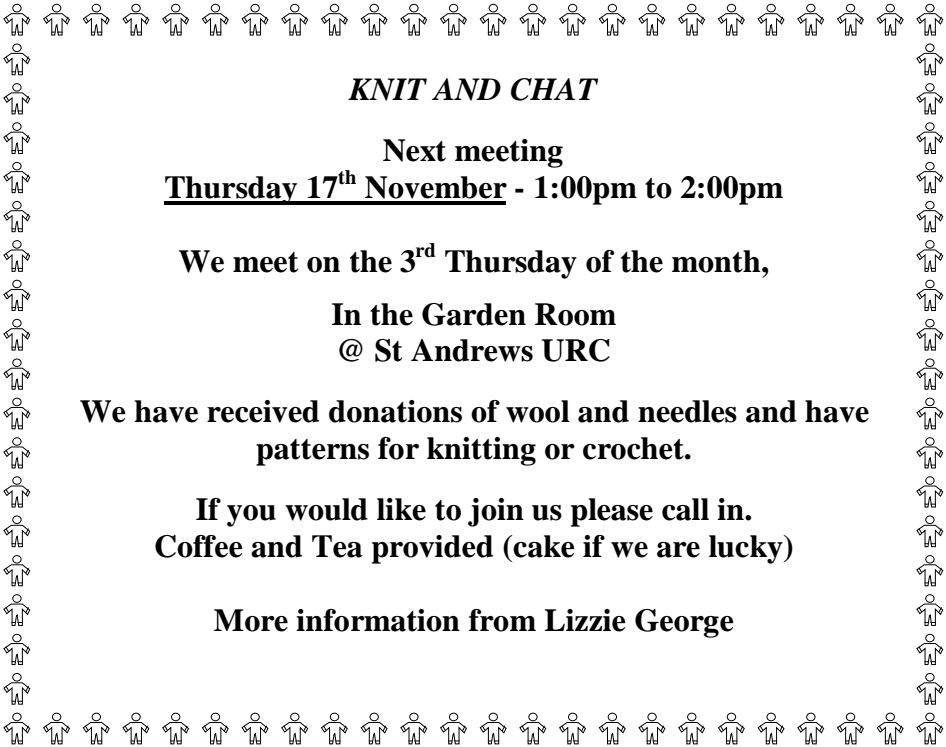 KNIT AND CHAT
Next meeting
Thursday 17th November - 1:00pm to 2:00pm
We meet on the 3rd Thursday of the month,
In the Garden Room
@ St Andrews URC
We have received donations of wool and needles and have
patterns for knitting or crochet.
If you would like to join us please call in.
Coffee and Tea provided (cake if we are lucky)
More information from Lizzie George